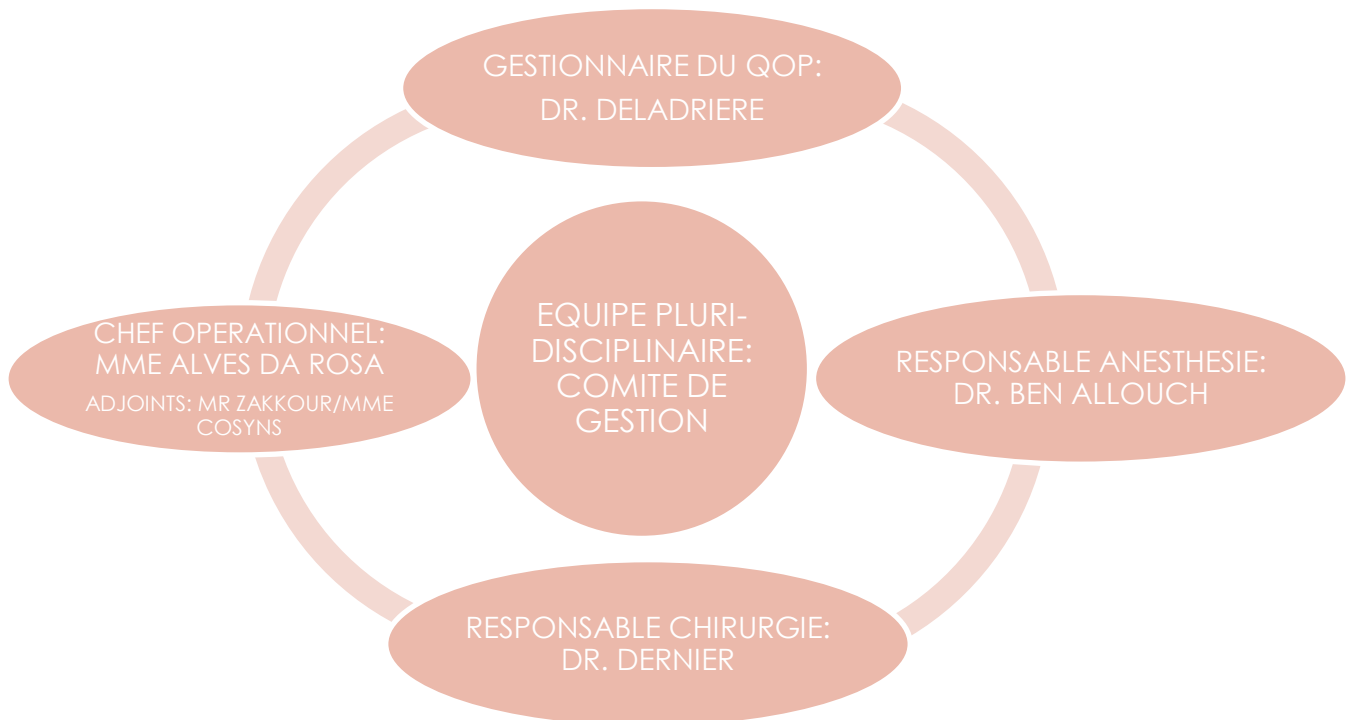 GESTIONNAIRE DU QOP:
DR. DELADRIERE
EQUIPE PLURI-
DISCIPLINAIRE:
COMITE DE
GESTION
CHEF OPERATIONNEL:
MME ALVES DA ROSA
ADJOINTS: MR ZAKKOUR/MME
COSYNS
RESPONSABLE ANESTHESIE:
DR. BEN ALLOUCH
RESPONSABLE CHIRURGIE:
DR. DERNIER